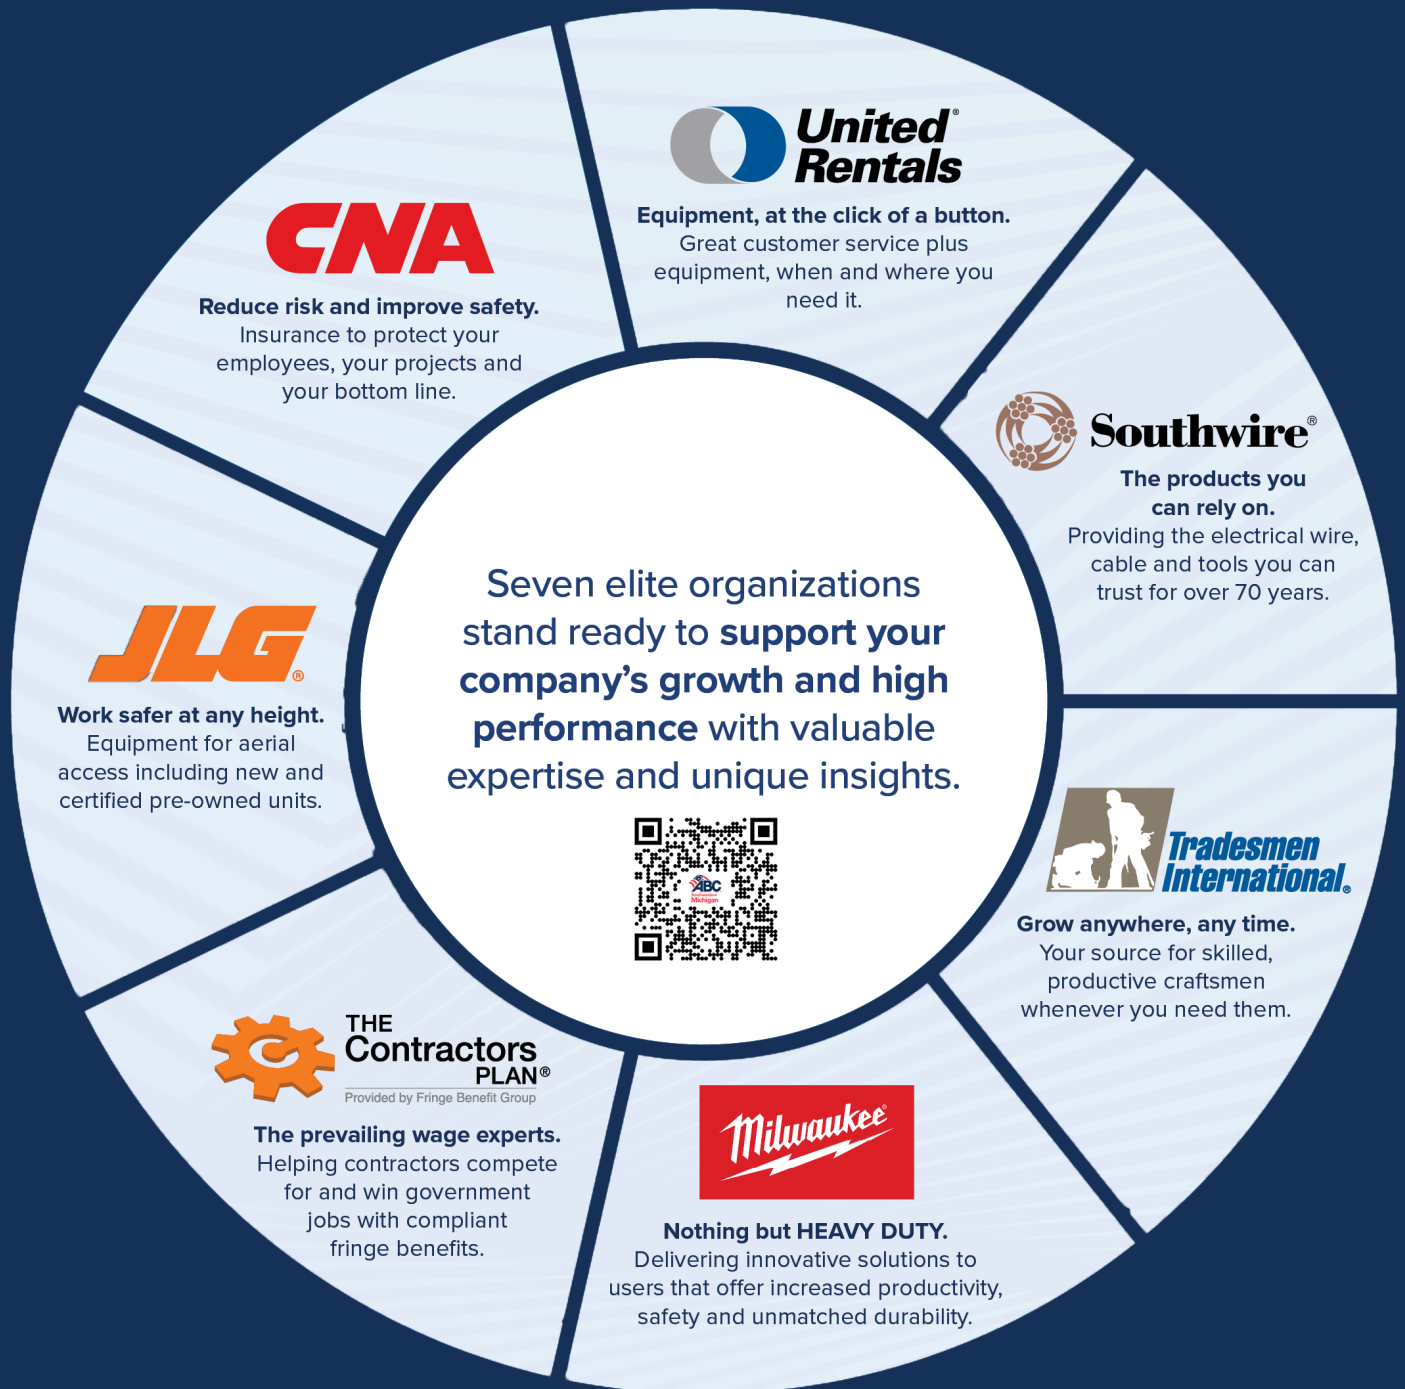 United®
Rentals
Equipment, at the click of a button.
Great customer service plus
equipment, when and where you
need it.
Southwire®
The products you
can rely on.
Providing the electrical wire,
cable and tools you can
trust for over 70 years.
Tradesmen
International®
Grow anywhere, any time.
Your source for skilled,
productive craftsmen
whenever you need them.
Milwaukee®
Nothing but HEAVY DUTY.
Delivering innovative solutions to
users that offer increased productivity,
safety and unmatched durability.
THE
Contractors
PLAN®
Provided by Fringe Benefit Group
The prevailing wage experts.
Helping contractors compete
for and win government
jobs with compliant
fringe benefits.
JLG®
Work safer at any height.
Equipment for aerial
access including new and
certified pre-owned units.
CNA
Reduce risk and improve safety.
Insurance to protect your
employees, your projects and
your bottom line.
Seven elite organizations
stand ready to support your
company’s growth and high
performance with valuable
expertise and unique insights.
ABC
Michigan